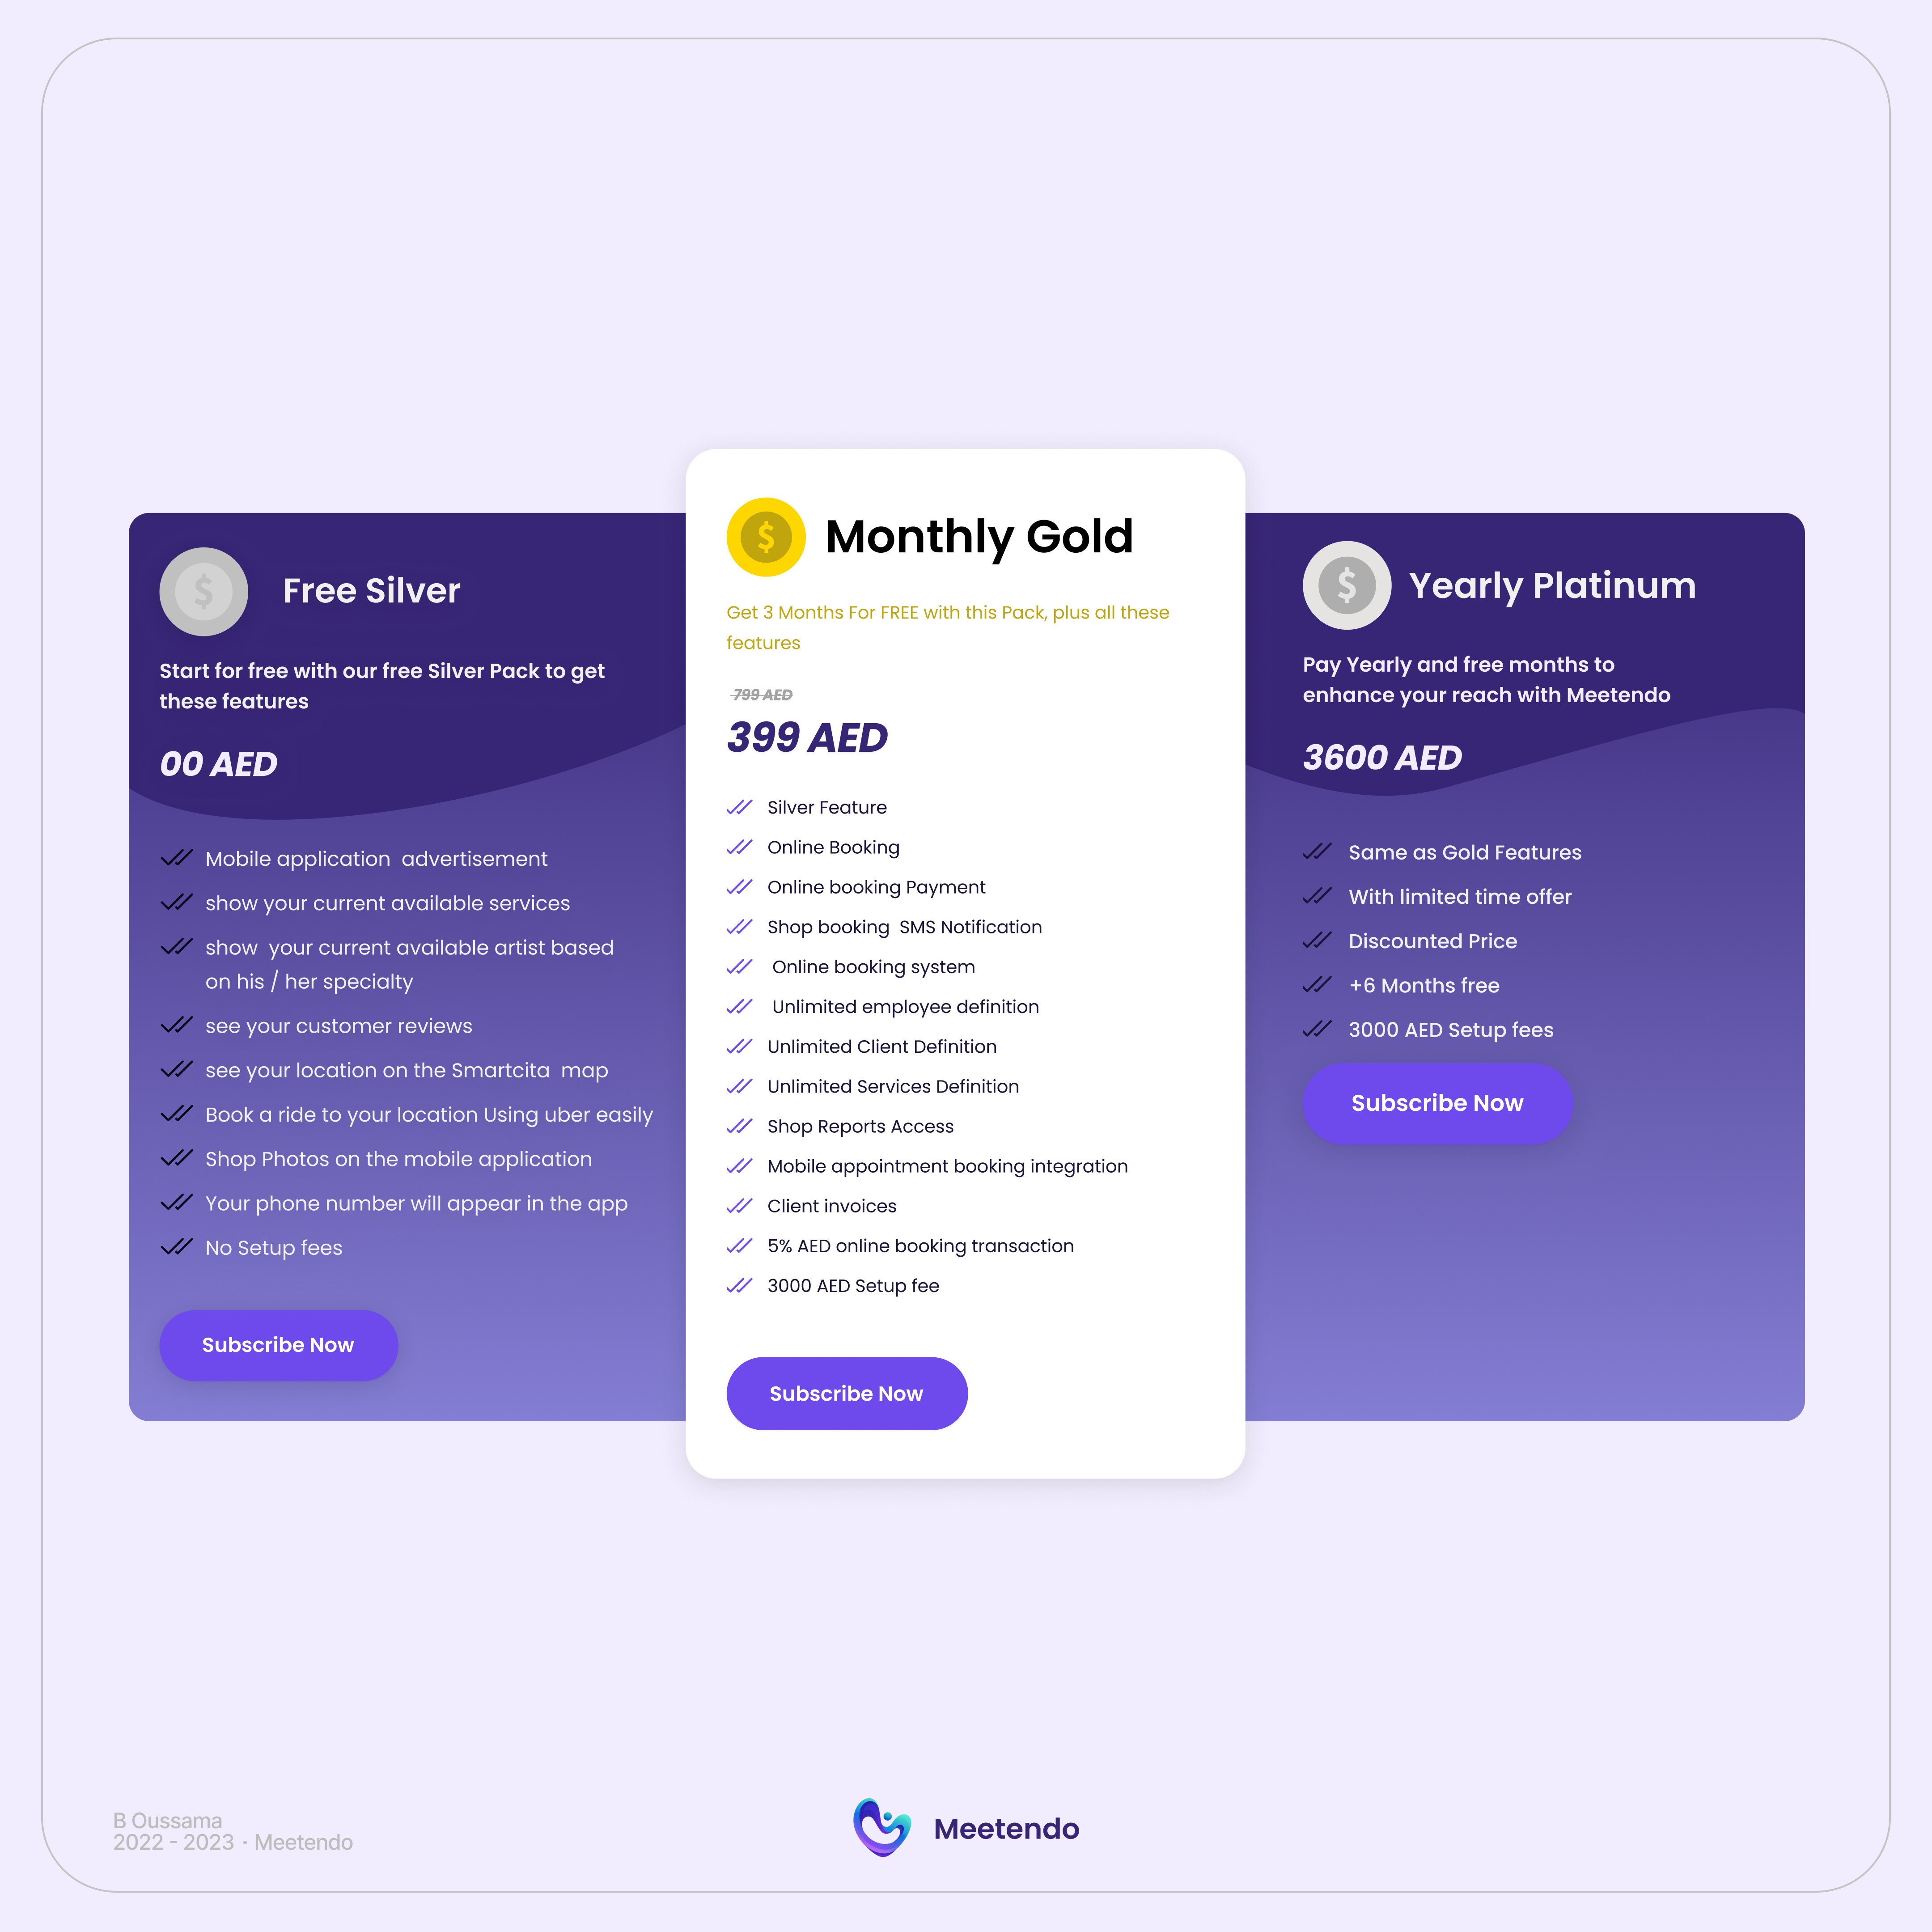 Free Silver
Start for free with our free Silver Pack to get
these features
00 AED
Mobile application  advertisement
show your current available services
show  your current available artist based
on his / her specialty
see your customer reviews
see your location on the Smartcita  map
Book a ride to your location Using uber easily
Shop Photos on the mobile application
Your phone number will appear in the app
No Setup fees
Subscribe Now
Monthly Gold
Get 3 Months For FREE with this Pack, plus all these
features
799 AED
399 AED
Silver Feature
Online Booking
Online booking Payment
Shop booking  SMS Notification
Online booking system
Unlimited employee definition
Unlimited Client Definition
Unlimited Services Definition
Shop Reports Access
Mobile appointment booking integration
Client invoices
5% AED online booking transaction
3000 AED Setup fee
Subscribe Now
Yearly Platinum
Pay Yearly and free months to
enhance your reach with Meetendo
3600 AED
Same as Gold Features
With limited time offer
Discounted Price
+6 Months free
3000 AED Setup fees
Subscribe Now
B Oussama
2022 - 2023 · Meetendo
Meetendo